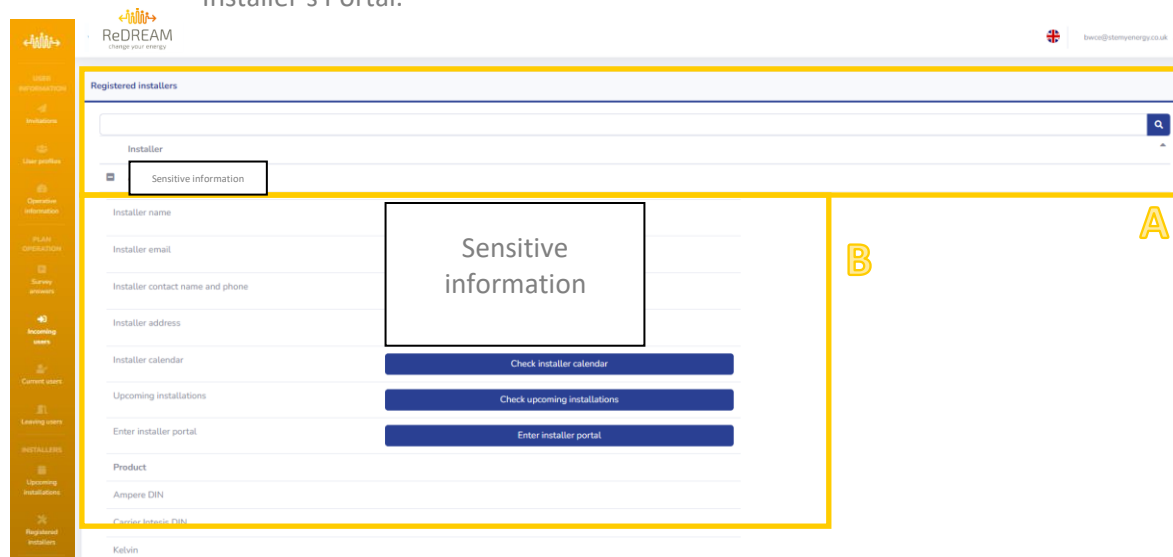 Installer's Portal.
ReDREAM
change your energy
bwce@stemyenergy.co.uk
USER
INFORMATION
Invitations
User profiles
Operative
information
PLAN
OPERATION
Survey
answers
Incoming
users
Current users
Leaving users
INSTALLERS
Upcoming
installations
Registered
installers
Registered installers
Installer
Sensitive information
A
B
Installer name
Sensitive
information
Installer email
Installer contact name and phone
Installer address
Installer calendar
Check installer calendar
Upcoming installations
Check upcoming installations
Enter installer portal
Enter installer portal
Product
Ampere DIN
Carrier Intesis DIN
Kelvin